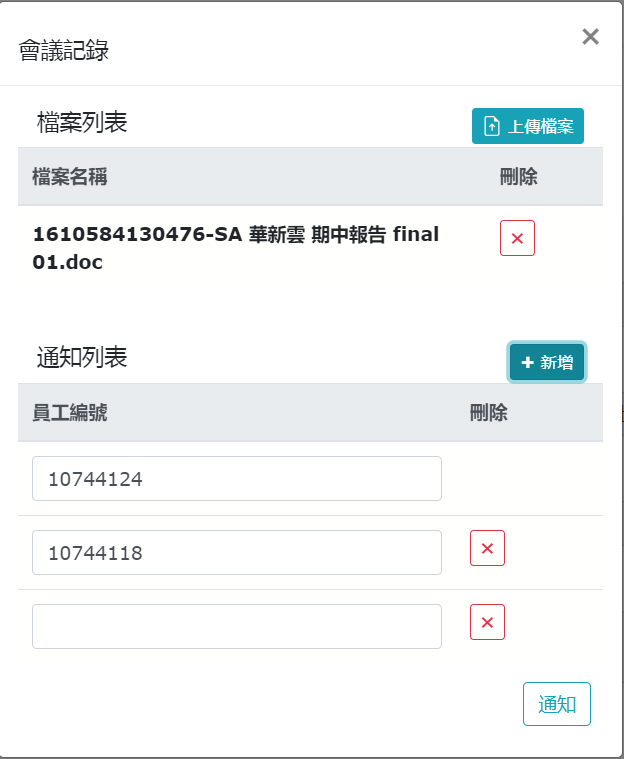 會議記錄
檔案列表
上傳檔案
檔案名稱 刪除
1610584130476-SA 華新雲 期中報告 final
01.doc
通知列表
+ 新增
員工編號 刪除
10744124
10744118
通知